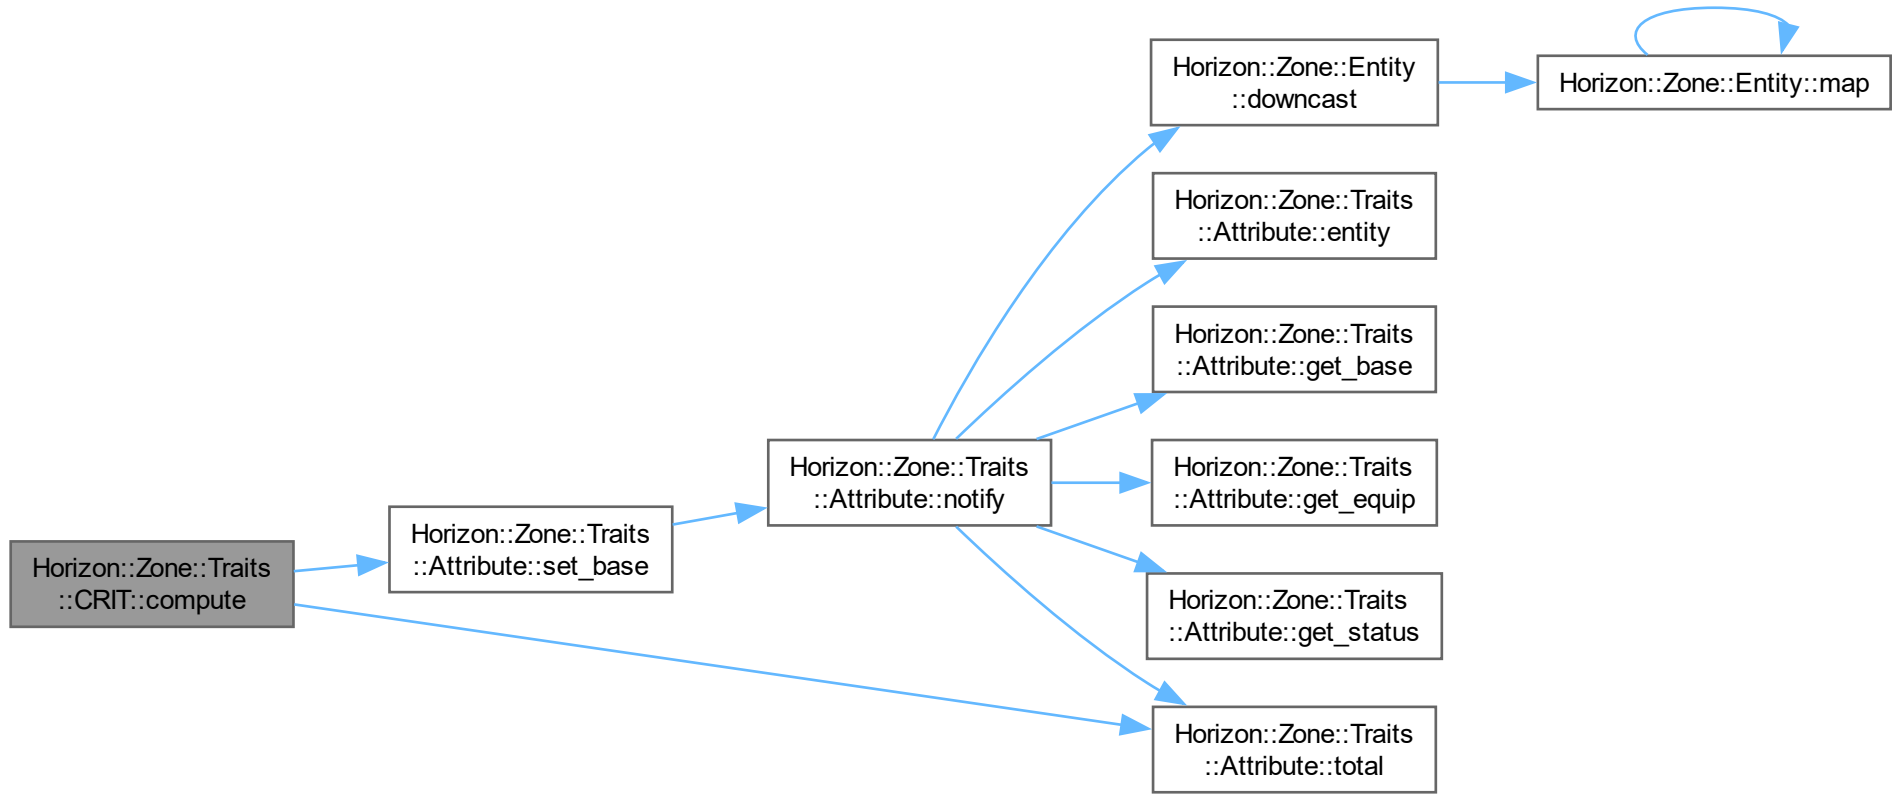 Horizon::Zone::Traits
::CRIT::compute
Horizon::Zone::Traits
::Attribute::set_base
Horizon::Zone::Traits
::Attribute::notify
Horizon::Zone::Entity
::downcast
Horizon::Zone::Entity::map
Horizon::Zone::Traits
::Attribute::entity
Horizon::Zone::Traits
::Attribute::get_base
Horizon::Zone::Traits
::Attribute::get_equip
Horizon::Zone::Traits
::Attribute::get_status
Horizon::Zone::Traits
::Attribute::total